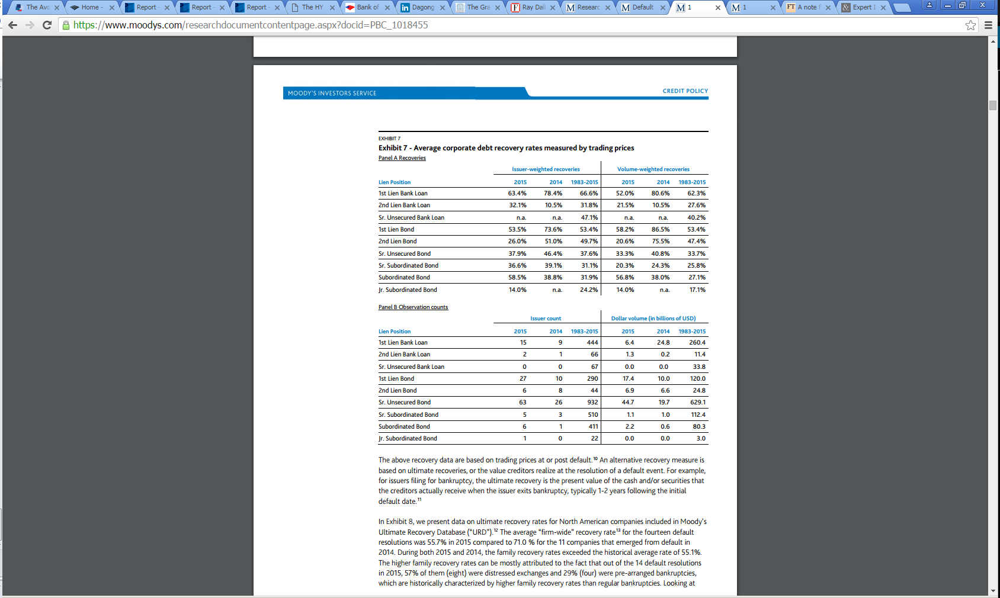 The Avc Home - Report - Report - Report - The HY Bank of Dagong The Gra Ray Dali Researc Default 1 1 A note f Expert I
https://www.moodys.com/researchdocumentcontentpage.aspx?docid=PBC_1018455
MOODY'S INVESTORS SERVICE CREDIT POLICY
EXHIBIT 7
Exhibit 7 - Average corporate debt recovery rates measured by trading prices
Panel A Recoveries
Issuer-weighted recoveries Volume-weighted recoveries
Lien Position 2015 2014 1983-2015 2015 2014 1983-2015
1st Lien Bank Loan 63.4% 78.4% 66.6% 52.0% 80.6% 62.3%
2nd Lien Bank Loan 32.1% 10.5% 31.8% 21.5% 10.5% 27.6%
Sr. Unsecured Bank Loan n.a. n.a. 47.1% n.a. n.a. 40.2%
1st Lien Bond 53.5% 73.6% 53.4% 58.2% 86.5% 53.4%
2nd Lien Bond 26.0% 51.0% 49.7% 20.6% 75.5% 47.4%
Sr. Unsecured Bond 37.9% 46.4% 37.6% 33.3% 40.8% 33.7%
Sr. Subordinated Bond 36.6% 39.1% 31.1% 20.3% 24.3% 25.8%
Subordinated Bond 58.5% 38.8% 31.9% 56.8% 38.0% 27.1%
Jr. Subordinated Bond 14.0% n.a. 24.2% 14.0% n.a. 17.1%
Panel B Observation counts
Issuer count Dollar volume (in billions of USD)
Lien Position 2015 2014 1983-2015 2015 2014 1983-2015
1st Lien Bank Loan 15 9 444 6.4 24.8 260.4
2nd Lien Bank Loan 2 1 66 1.3 0.2 11.4
Sr. Unsecured Bank Loan 0 0 67 0.0 0.0 33.8
1st Lien Bond 27 10 290 17.4 10.0 120.0
2nd Lien Bond 6 8 44 6.9 6.6 24.8
Sr. Unsecured Bond 63 26 932 44.7 19.7 629.1
Sr. Subordinated Bond 5 3 510 1.1 1.0 112.4
Subordinated Bond 6 1 411 2.2 0.6 80.3
Jr. Subordinated Bond 1 0 22 0.0 0.0 3.0
The above recovery data are based on trading prices at or post default.10 An alternative recovery measure is
based on ultimate recoveries, or the value creditors realize at the resolution of a default event. For example,
for issuers filing for bankruptcy, the ultimate recovery is the present value of the cash and/or securities that
the creditors actually receive when the issuer exits bankruptcy, typically 1-2 years following the initial
default date.11
In Exhibit 8, we present data on ultimate recovery rates for North American companies included in Moody's
Ultimate Recovery Database ("URD").12 The average "firm-wide" recovery rate13 for the fourteen default
resolutions was 55.7% in 2015 compared to 71.0 % for the 11 companies that emerged from default in
2014. During both 2015 and 2014, the family recovery rates exceeded the historical average rate of 55.1%.
The higher family recovery rates can be mostly attributed to the fact that out of the 14 default resolutions
in 2015, 57% of them (eight) were distressed exchanges and 29% (four) were pre-arranged bankruptcies,
which are historically characterized by higher family recovery rates than regular bankruptcies. Looking at